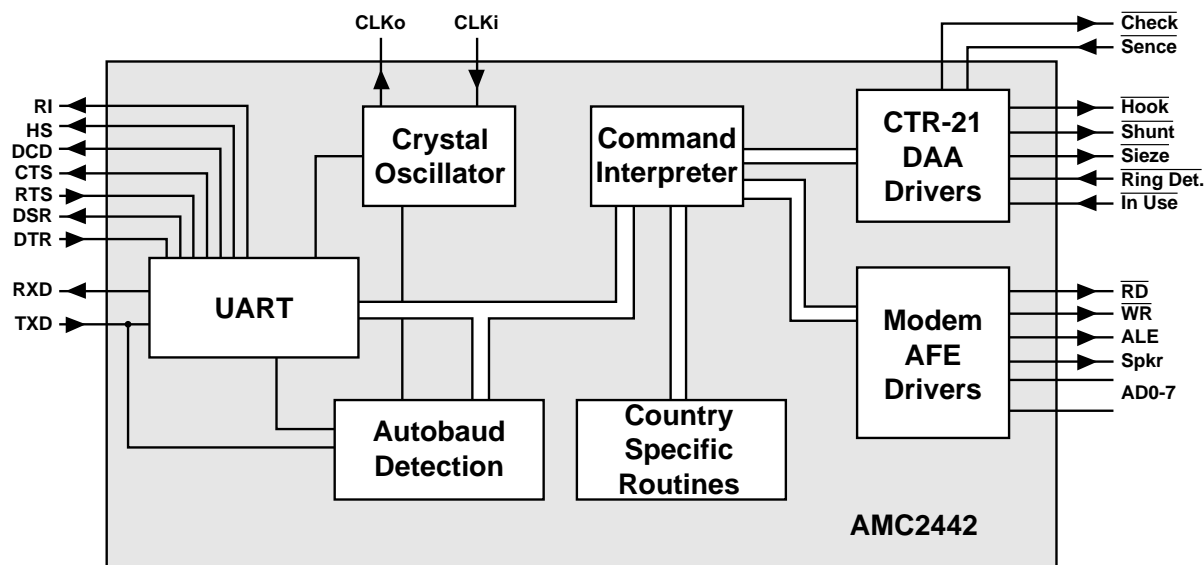 CLKo
CLKi
Check
Sence
RI
HS
DCD
CTS
RTS
DSR
DTR
RXD
TXD
Crystal
Oscillator
Command
Interpreter
CTR-21
DAA
Drivers
Hook
Shunt
Sieze
Ring Det.
In Use
UART
Modem
AFE
Drivers
RD
WR
ALE
Spkr
AD0-7
Autobaud
Detection
Country
Specific
Routines
AMC2442